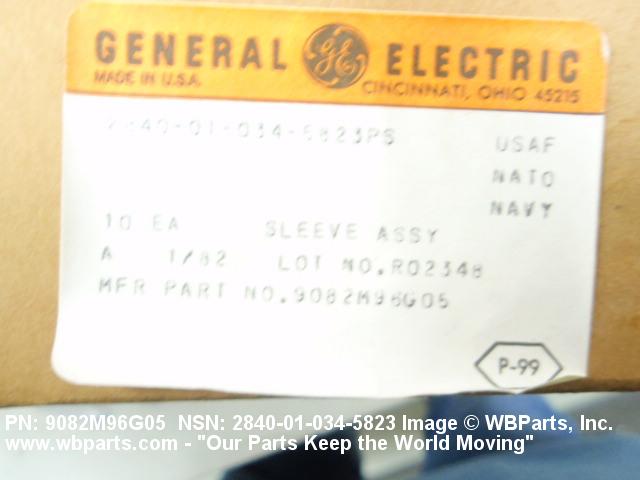 GENERAL GE ELECTRIC
MADE IN U.S.A.
CINCINNATI, OHIO 45215
2840-01-034-5823PS
USAF
NATO
NAVY
10 EA SLEEVE ASSY
A 1/82 LOT NO.R02348
MFR PART NO.9082M96G05
P-99
PN: 9082M96G05 NSN: 2840-01-034-5823 Image © WBParts, Inc.
www.wbparts.com - "Our Parts Keep the World Moving"